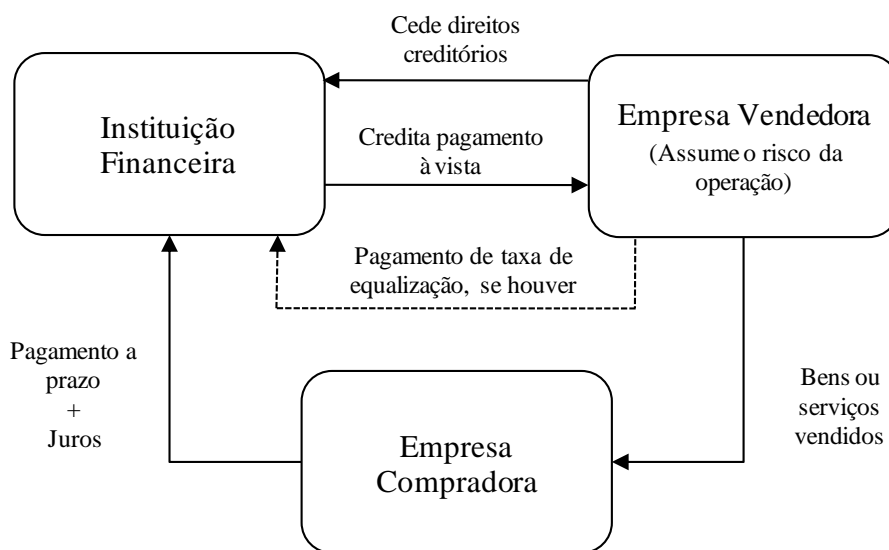 Cede direitos
creditórios
Instituição
Financeira
Credita pagamento
à vista
Empresa Vendedora
(Assume o risco da
operação)
Pagamento de taxa de
equalização, se houver
Pagamento a
prazo
+
Juros
Bens ou
serviços
vendidos
Empresa
Compradora